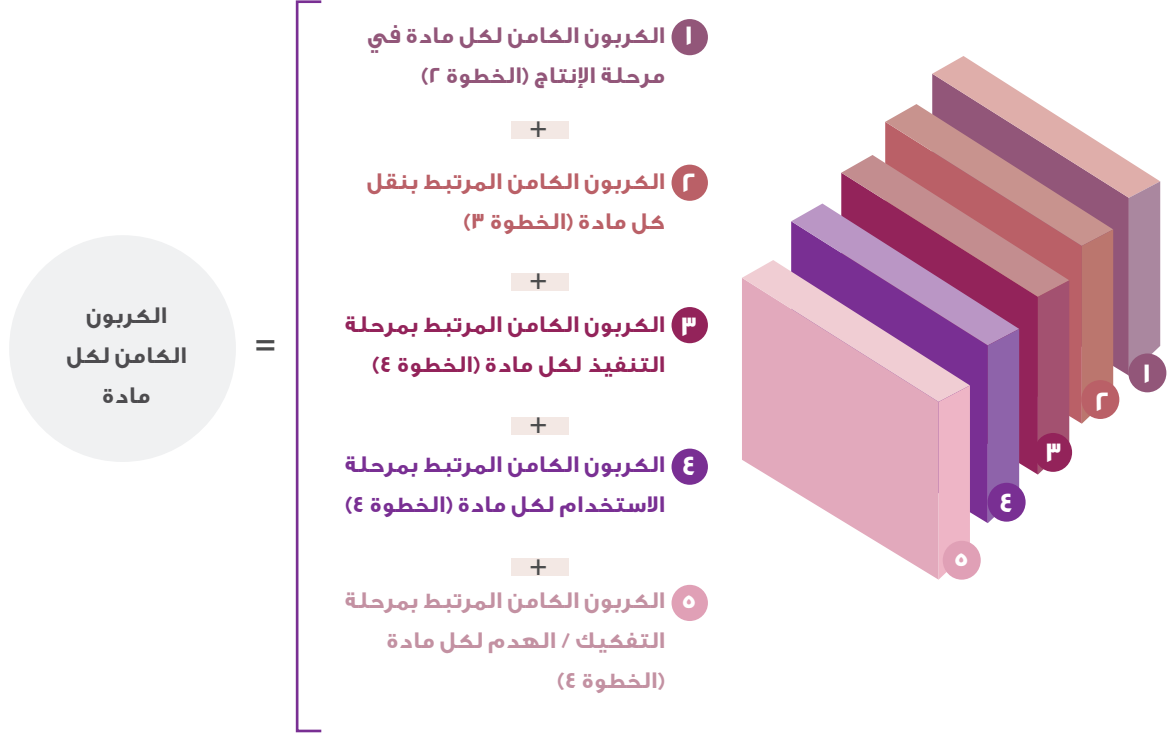 ١ الكربون الكامن لكل مادة في
مرحلة الإنتاج (الخطوة ٢)
+
٢ الكربون الكامن المرتبط بنقل
كل مادة (الخطوة ٣)
+
٣ الكربون الكامن المرتبط بمرحلة
التنفيذ لكل مادة (الخطوة ٤)
+
٤ الكربون الكامن المرتبط بمرحلة
الاستخدام لكل مادة (الخطوة ٤)
+
٥ الكربون الكامن المرتبط بمرحلة
التفكيك / الهدم لكل مادة
(الخطوة ٤)
=
الكربون
الكامن لكل
مادة
١
٢
٣
٤
٥